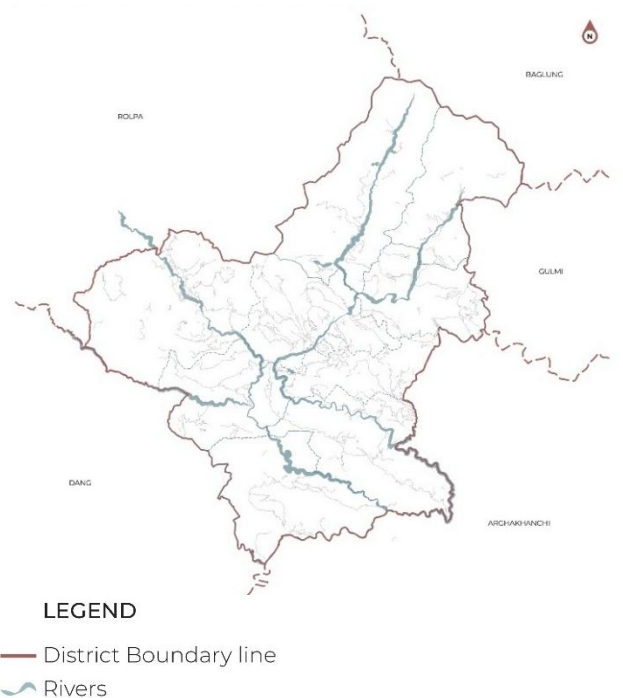 N
BAGLUNG
ROLPA
GULMI
DANG
ARGHAKHANCHI
LEGEND
District Boundary line
Rivers